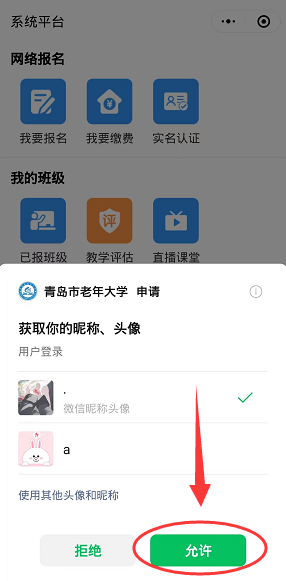 系统平台
网络报名
我要报名 我要缴费 实名认证
我的班级
评
已报班级 教学评估 直播课堂
青岛市老年大学 申请
获取你的昵称、头像
用户登录
.
微信昵称头像
a
使用其他头像和昵称
拒绝 允许